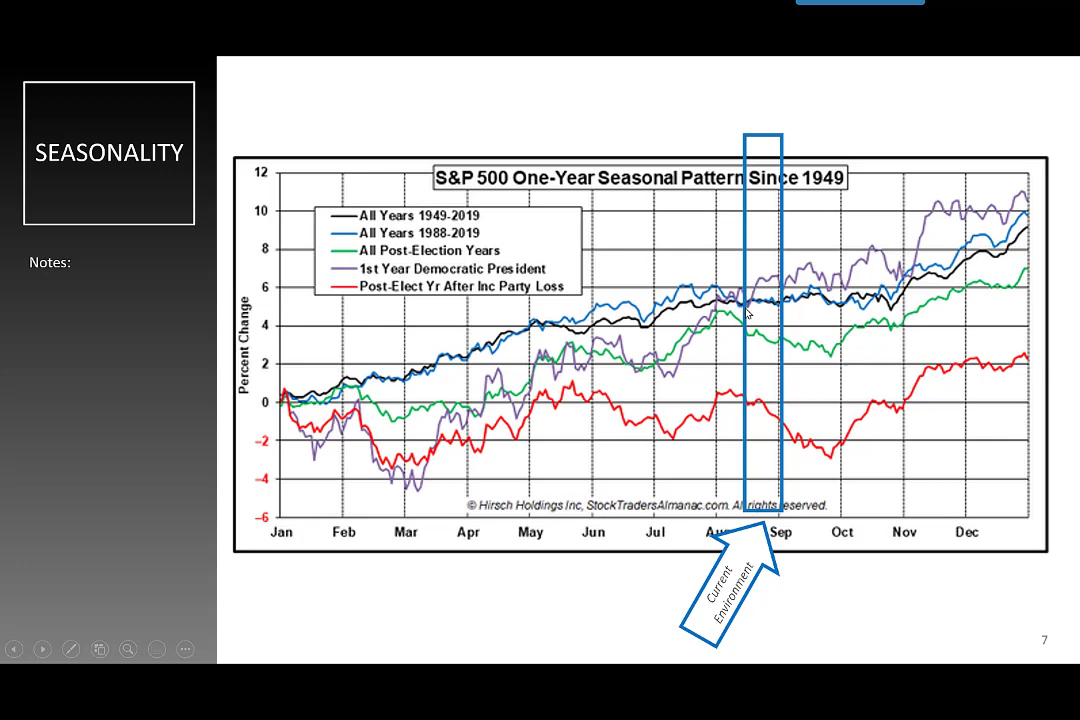 SEASONALITY
Notes:
S&P 500 One-Year Seasonal Pattern Since 1949
All Years 1949-2019
All Years 1988-2019
All Post-Election Years
1st Year Democratic President
Post-Elect Yr After Inc Party Loss
Percent Change
12
10
8
6
4
2
0
-2
-4
-6
© Hirsch Holdings Inc, StockTradersAlmanac.com. All rights reserved.
Jan Feb Mar Apr May Jun Jul Aug Sep Oct Nov Dec
Current
Environment
7